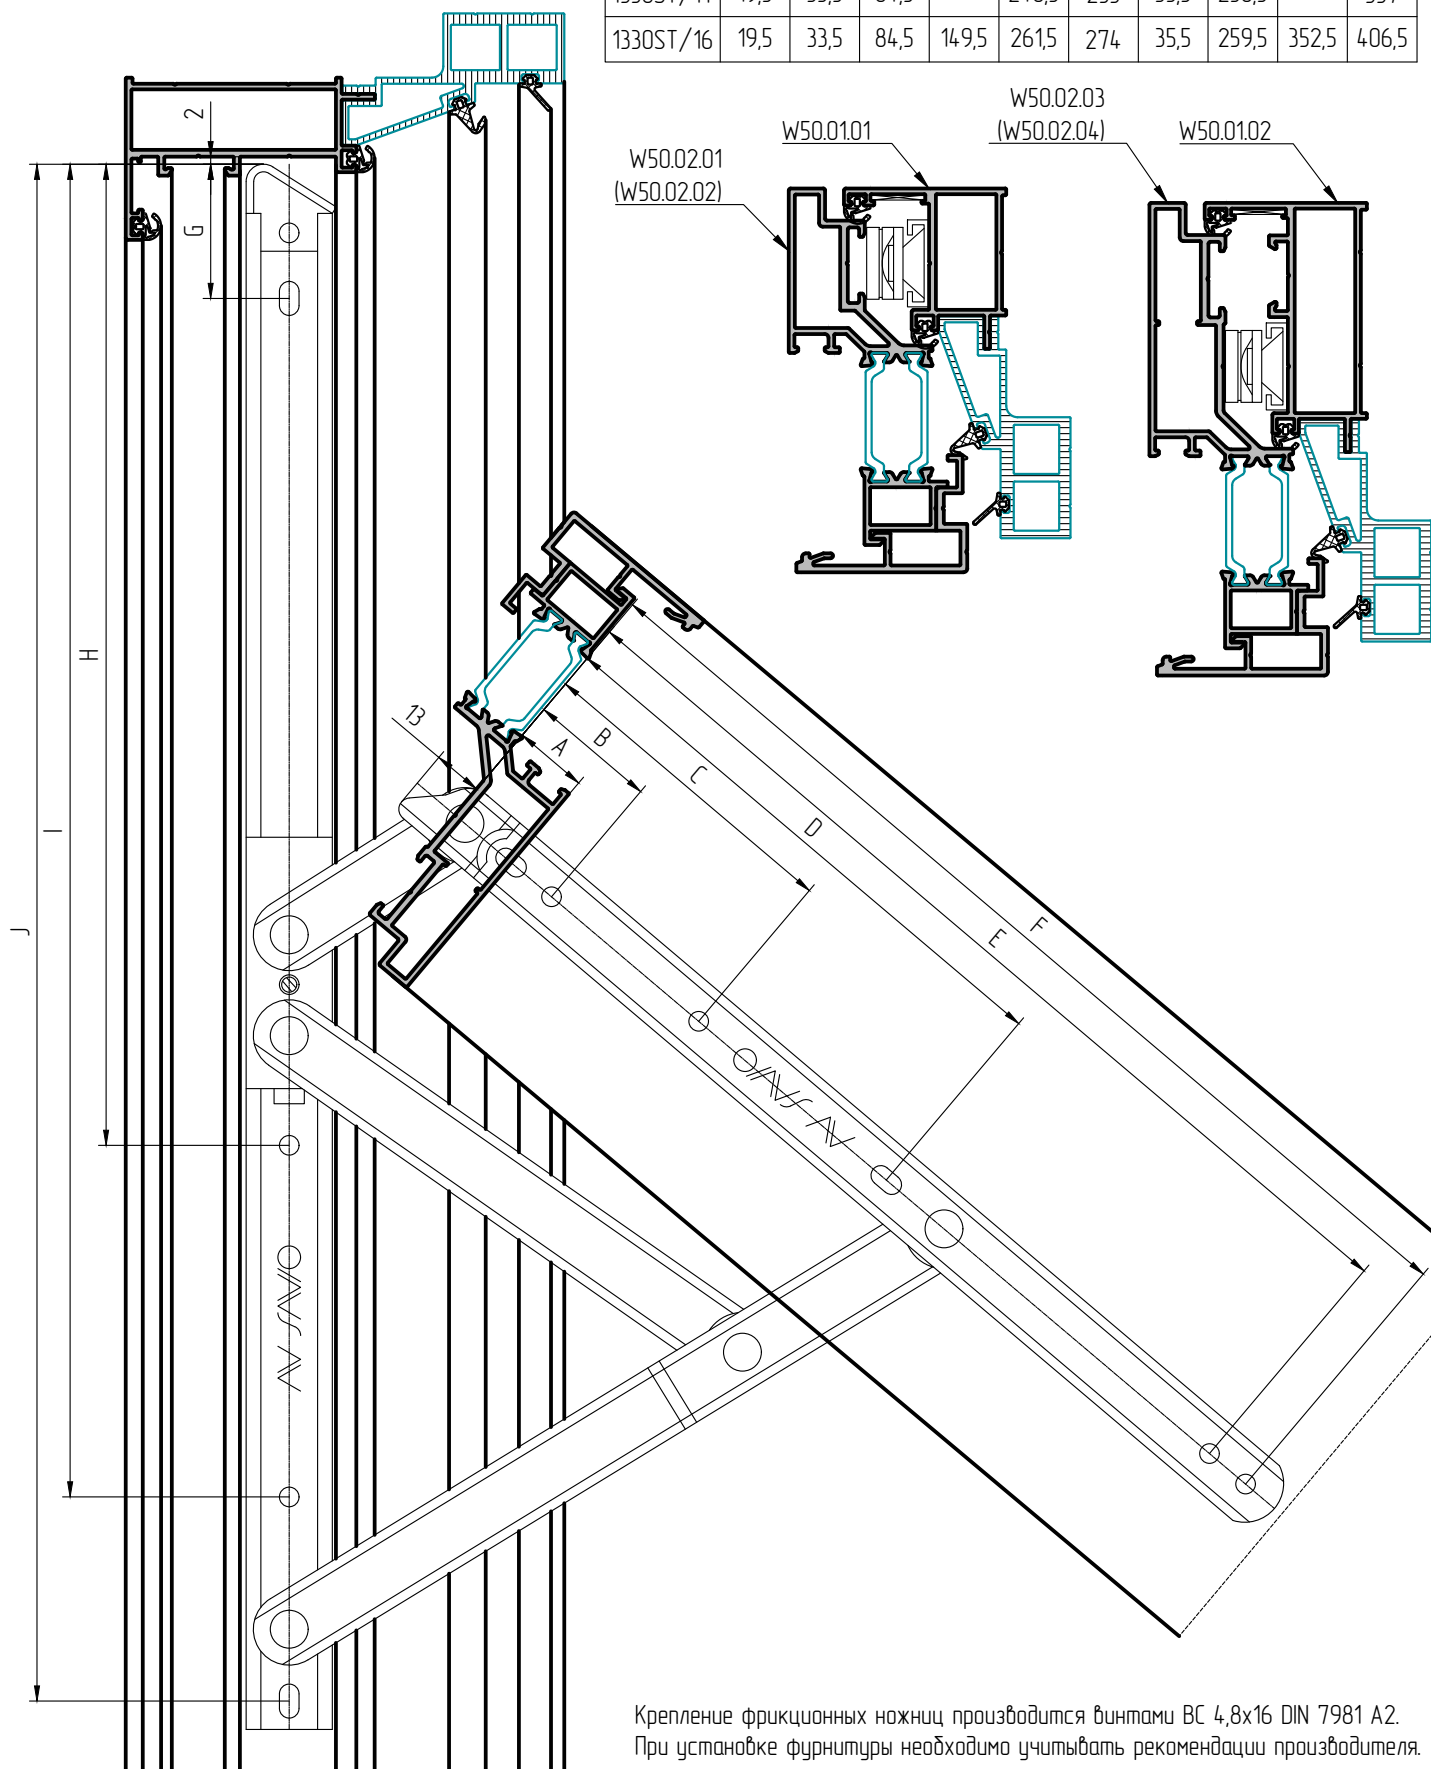 1330ST/16 19,5 33,5 84,5 149,5 261,5 274 35,5 259,5 352,5 406,5
W50.02.03
(W50.02.04)
W50.01.01
W50.01.02
W50.02.01
(W50.02.02)
2
G
H
I
J
13
A
B
C
D
E
F
SAVIO
SAVIO
Крепление фрикционных ножниц производится винтами ВС 4,8х16 DIN 7981 А2.
При установке фурнитуры необходимо учитывать рекомендации производителя.